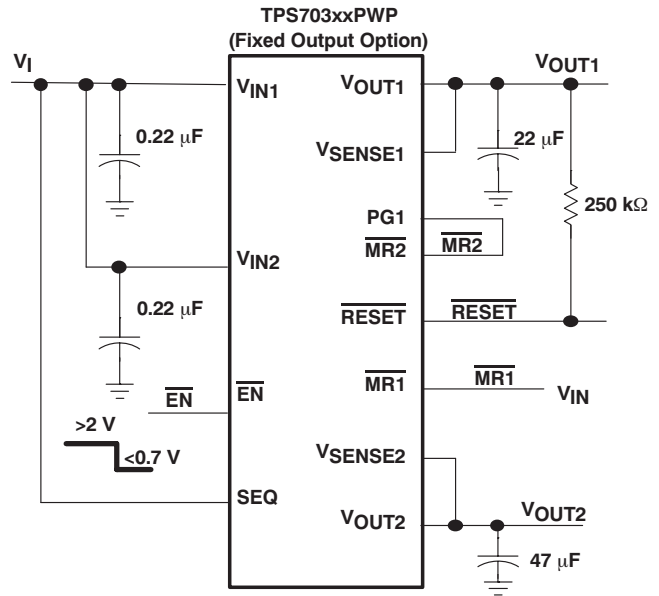 TPS703xxPWP
(Fixed Output Option)
VI
VIN1
VOUT1
VOUT1
0.22 μF
VSENSE1
22 μF
PG1
250 kΩ
MR2
MR2
VIN2
0.22 μF
RESET
RESET
EN
EN
MR1
MR1
VIN
>2 V
<0.7 V
VSENSE2
SEQ
VOUT2
VOUT2
47 μF